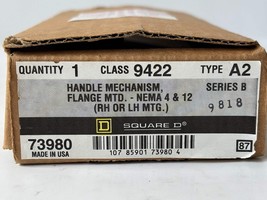 QUANTITY 1 CLASS 9422 TYPE A2
HANDLE MECHANISM, SERIES B
FLANGE MTD. - NEMA 4 & 12 9818
(RH OR LH MTG.)
D SQUARE D®
73980
MADE IN USA
107 85901 73980 4
87